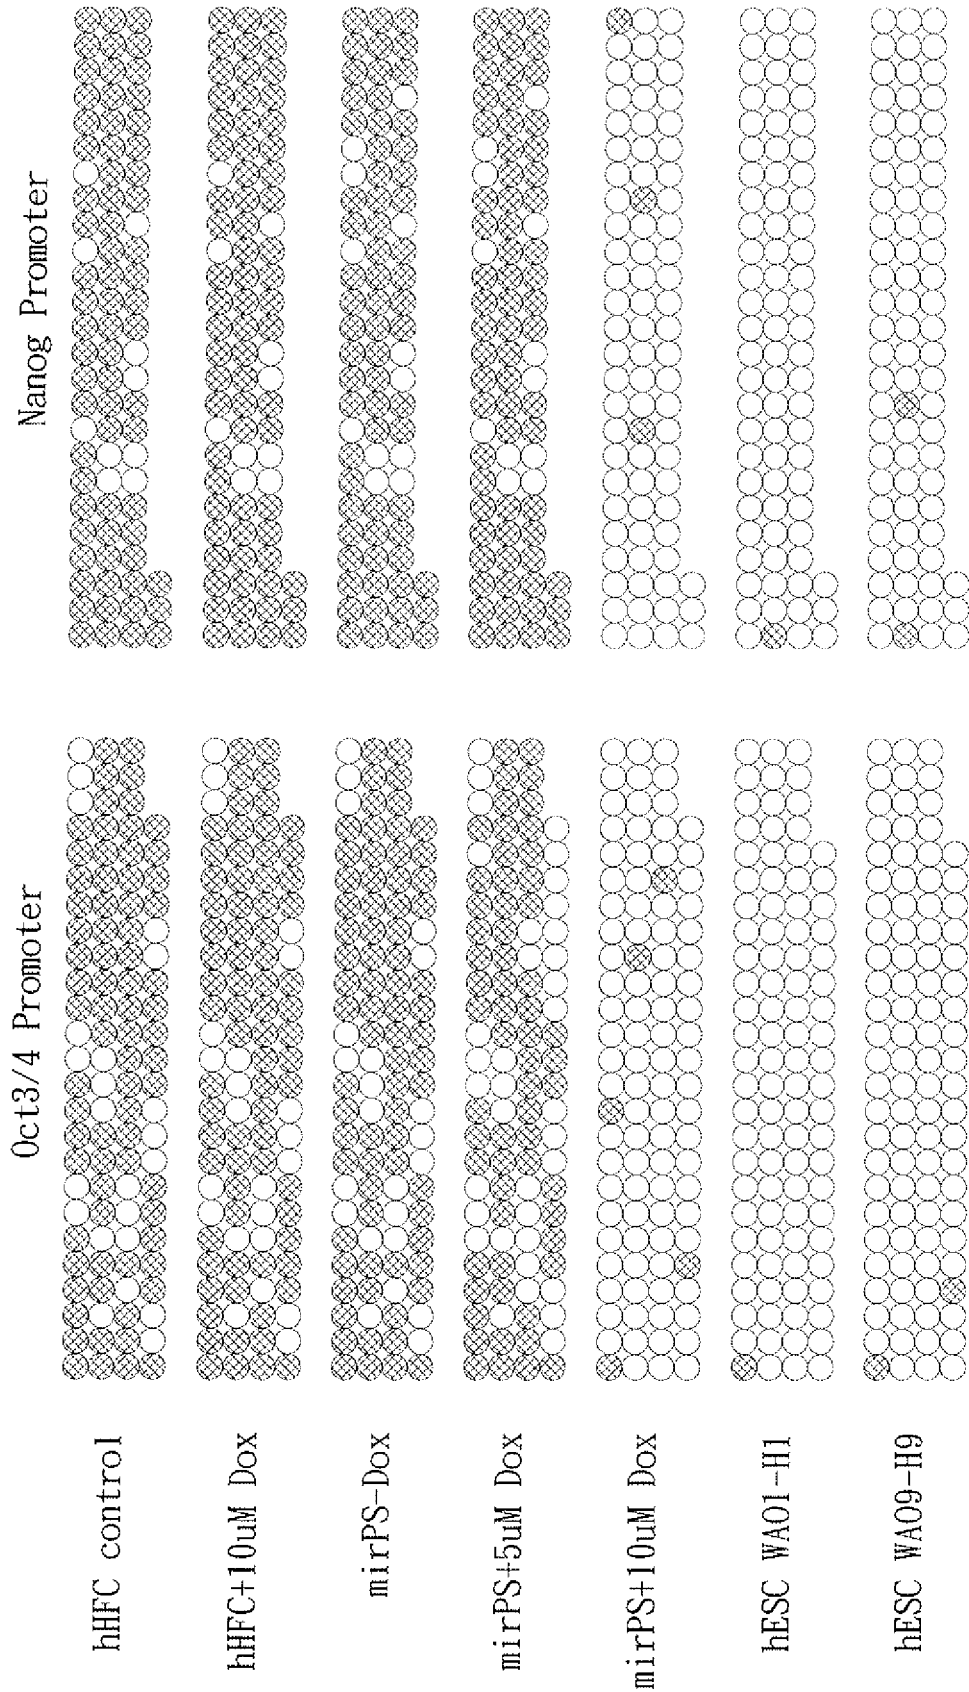 Oct3/4 Promoter
Nanog Promoter
hHFC control
hHFC+10uM Dox
mirPS-Dox
mirPS+5uM Dox
mirPS+10uM Dox
hESC WA01-H1
hESC WA09-H9